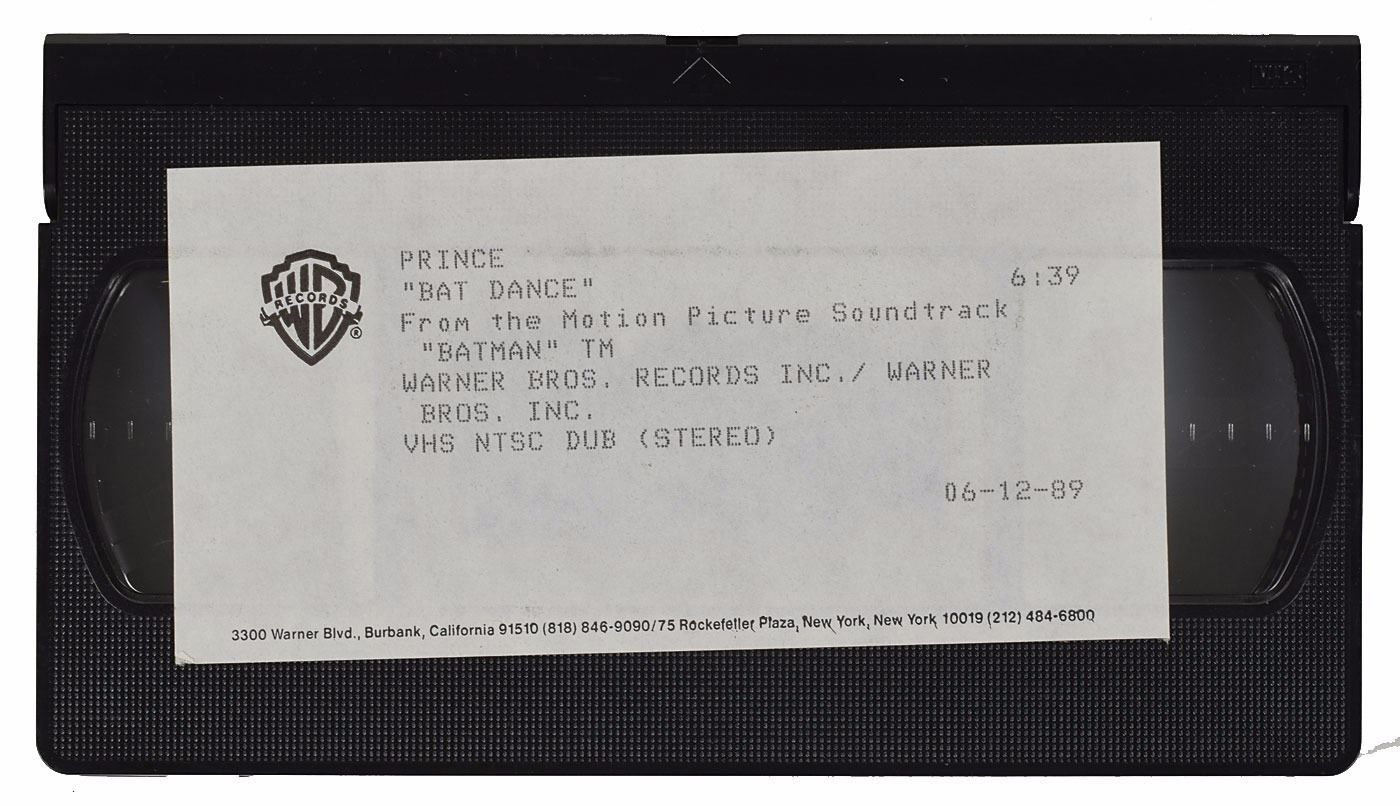 VHS
PRINCE
"BAT DANCE" 6:39
From the Motion Picture Soundtrack
"BATMAN" TM
WARNER BROS. RECORDS INC./ WARNER
BROS. INC.
VHS NTSC DUB (STEREO)
06-12-89
WB
RECORDS
®
3300 Warner Blvd., Burbank, California 91510 (818) 846-9090/75 Rockefeller Plaza, New York, New York 10019 (212) 484-6800